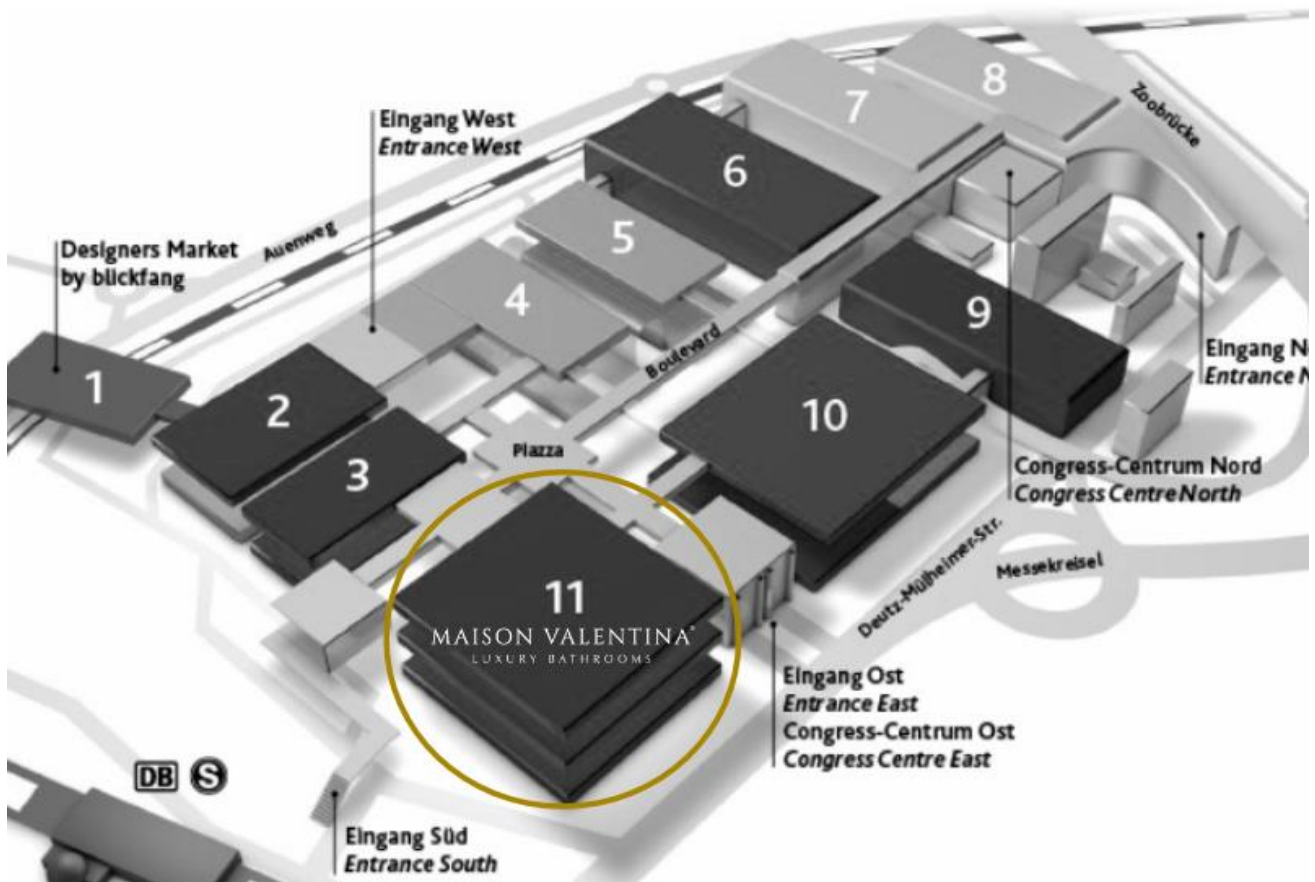 8
7
Zoobrücke
Eingang West
Entrance West
6
5
Auenweg
Designers Market
by blickfang
4
9
Boulevard
Eingang N
Entrance N
1
2
10
3
Piazza
Congress-Centrum Nord
Congress Centre North
Deutz-Mülheimer-Str.
Messekreisel
11
MAISON VALENTINA®
LUXURY BATHROOMS
Eingang Ost
Entrance East
Congress-Centrum Ost
Congress Centre East
DB S
Eingang Süd
Entrance South